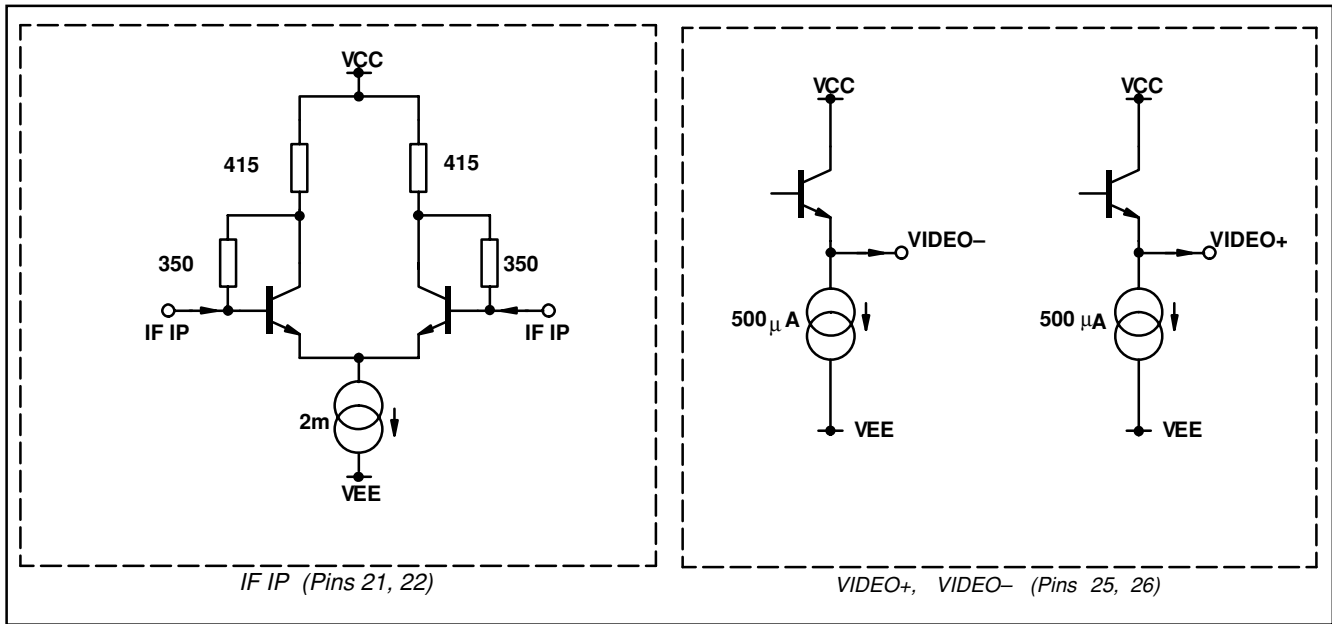 VCC
415
415
350
350
IF IP
IF IP
2m
VEE
IF IP (Pins 21, 22)
VCC
VCC
VIDEO–
VIDEO+
500 μ A
500 μA
VEE
VEE
VIDEO+, VIDEO– (Pins 25, 26)